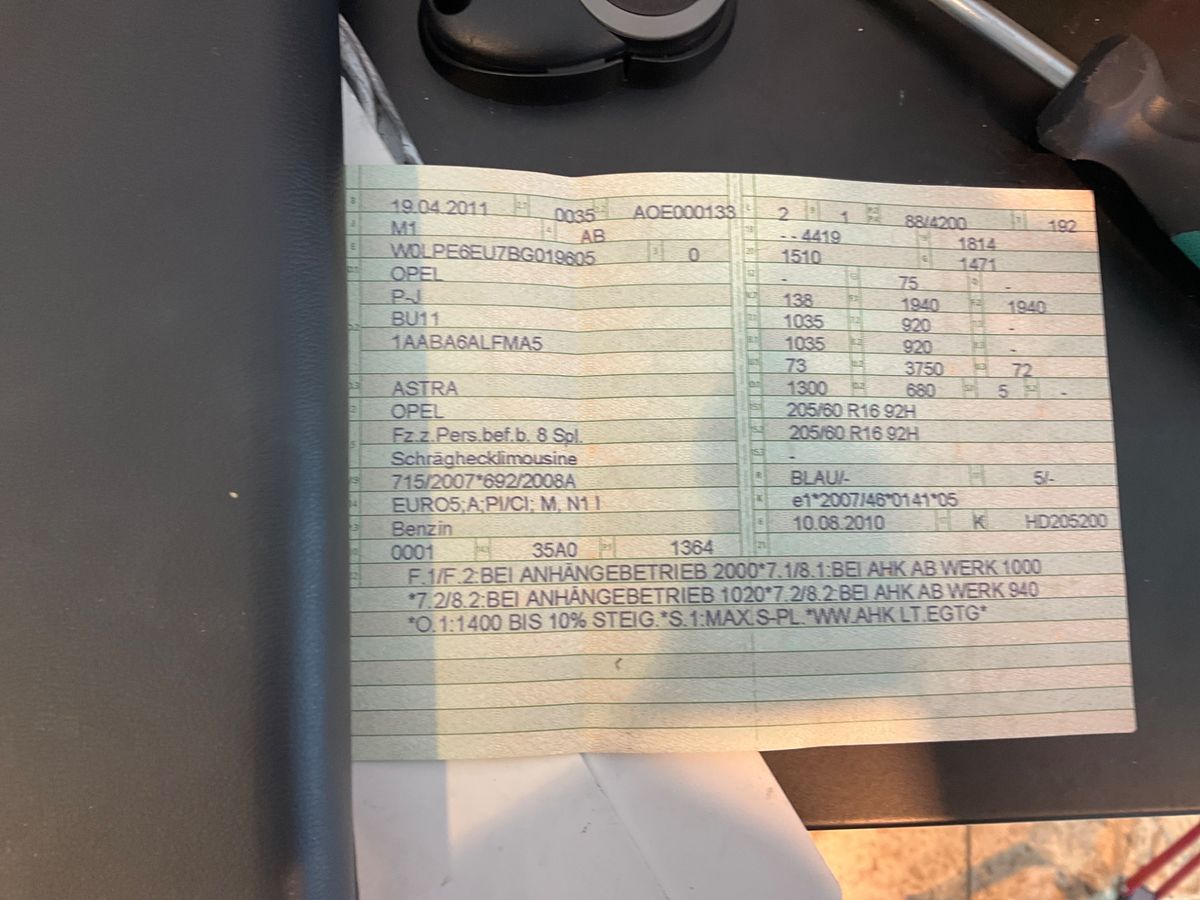 19.04.2011 0035 AOE000133 2 1 88/4200 192
M1 AB - - 4419 1814
W0LPE6EU7BG019605 0 1510 1471
OPEL - 75 -
P-J 138 1940 1940
BU11 1035 920 -
1AABA6ALFMA5 1035 920 -
73 3750 72
ASTRA 1300 680 5 -
OPEL 205/60 R16 92H
Fz.z.Pers.bef.b. 8 Spl. 205/60 R16 92H
Schräghecklimousine -
715/2007*692/2008A BLAU/- 5/-
EURO5;A;PI/CI; M, N1 I e1*2007/46*0141*05
Benzin 10.08.2010 K HD205200
0001 35A0 1364
F.1/F.2:BEI ANHÄNGEBETRIEB 2000*7.1/8.1:BEI AHK AB WERK 1000
*7.2/8.2:BEI ANHÄNGEBETRIEB 1020*7.2/8.2:BEI AHK AB WERK 940
*O.1:1400 BIS 10% STEIG.*S.1:MAX.S-PL.*WW.AHK LT.EGTG*